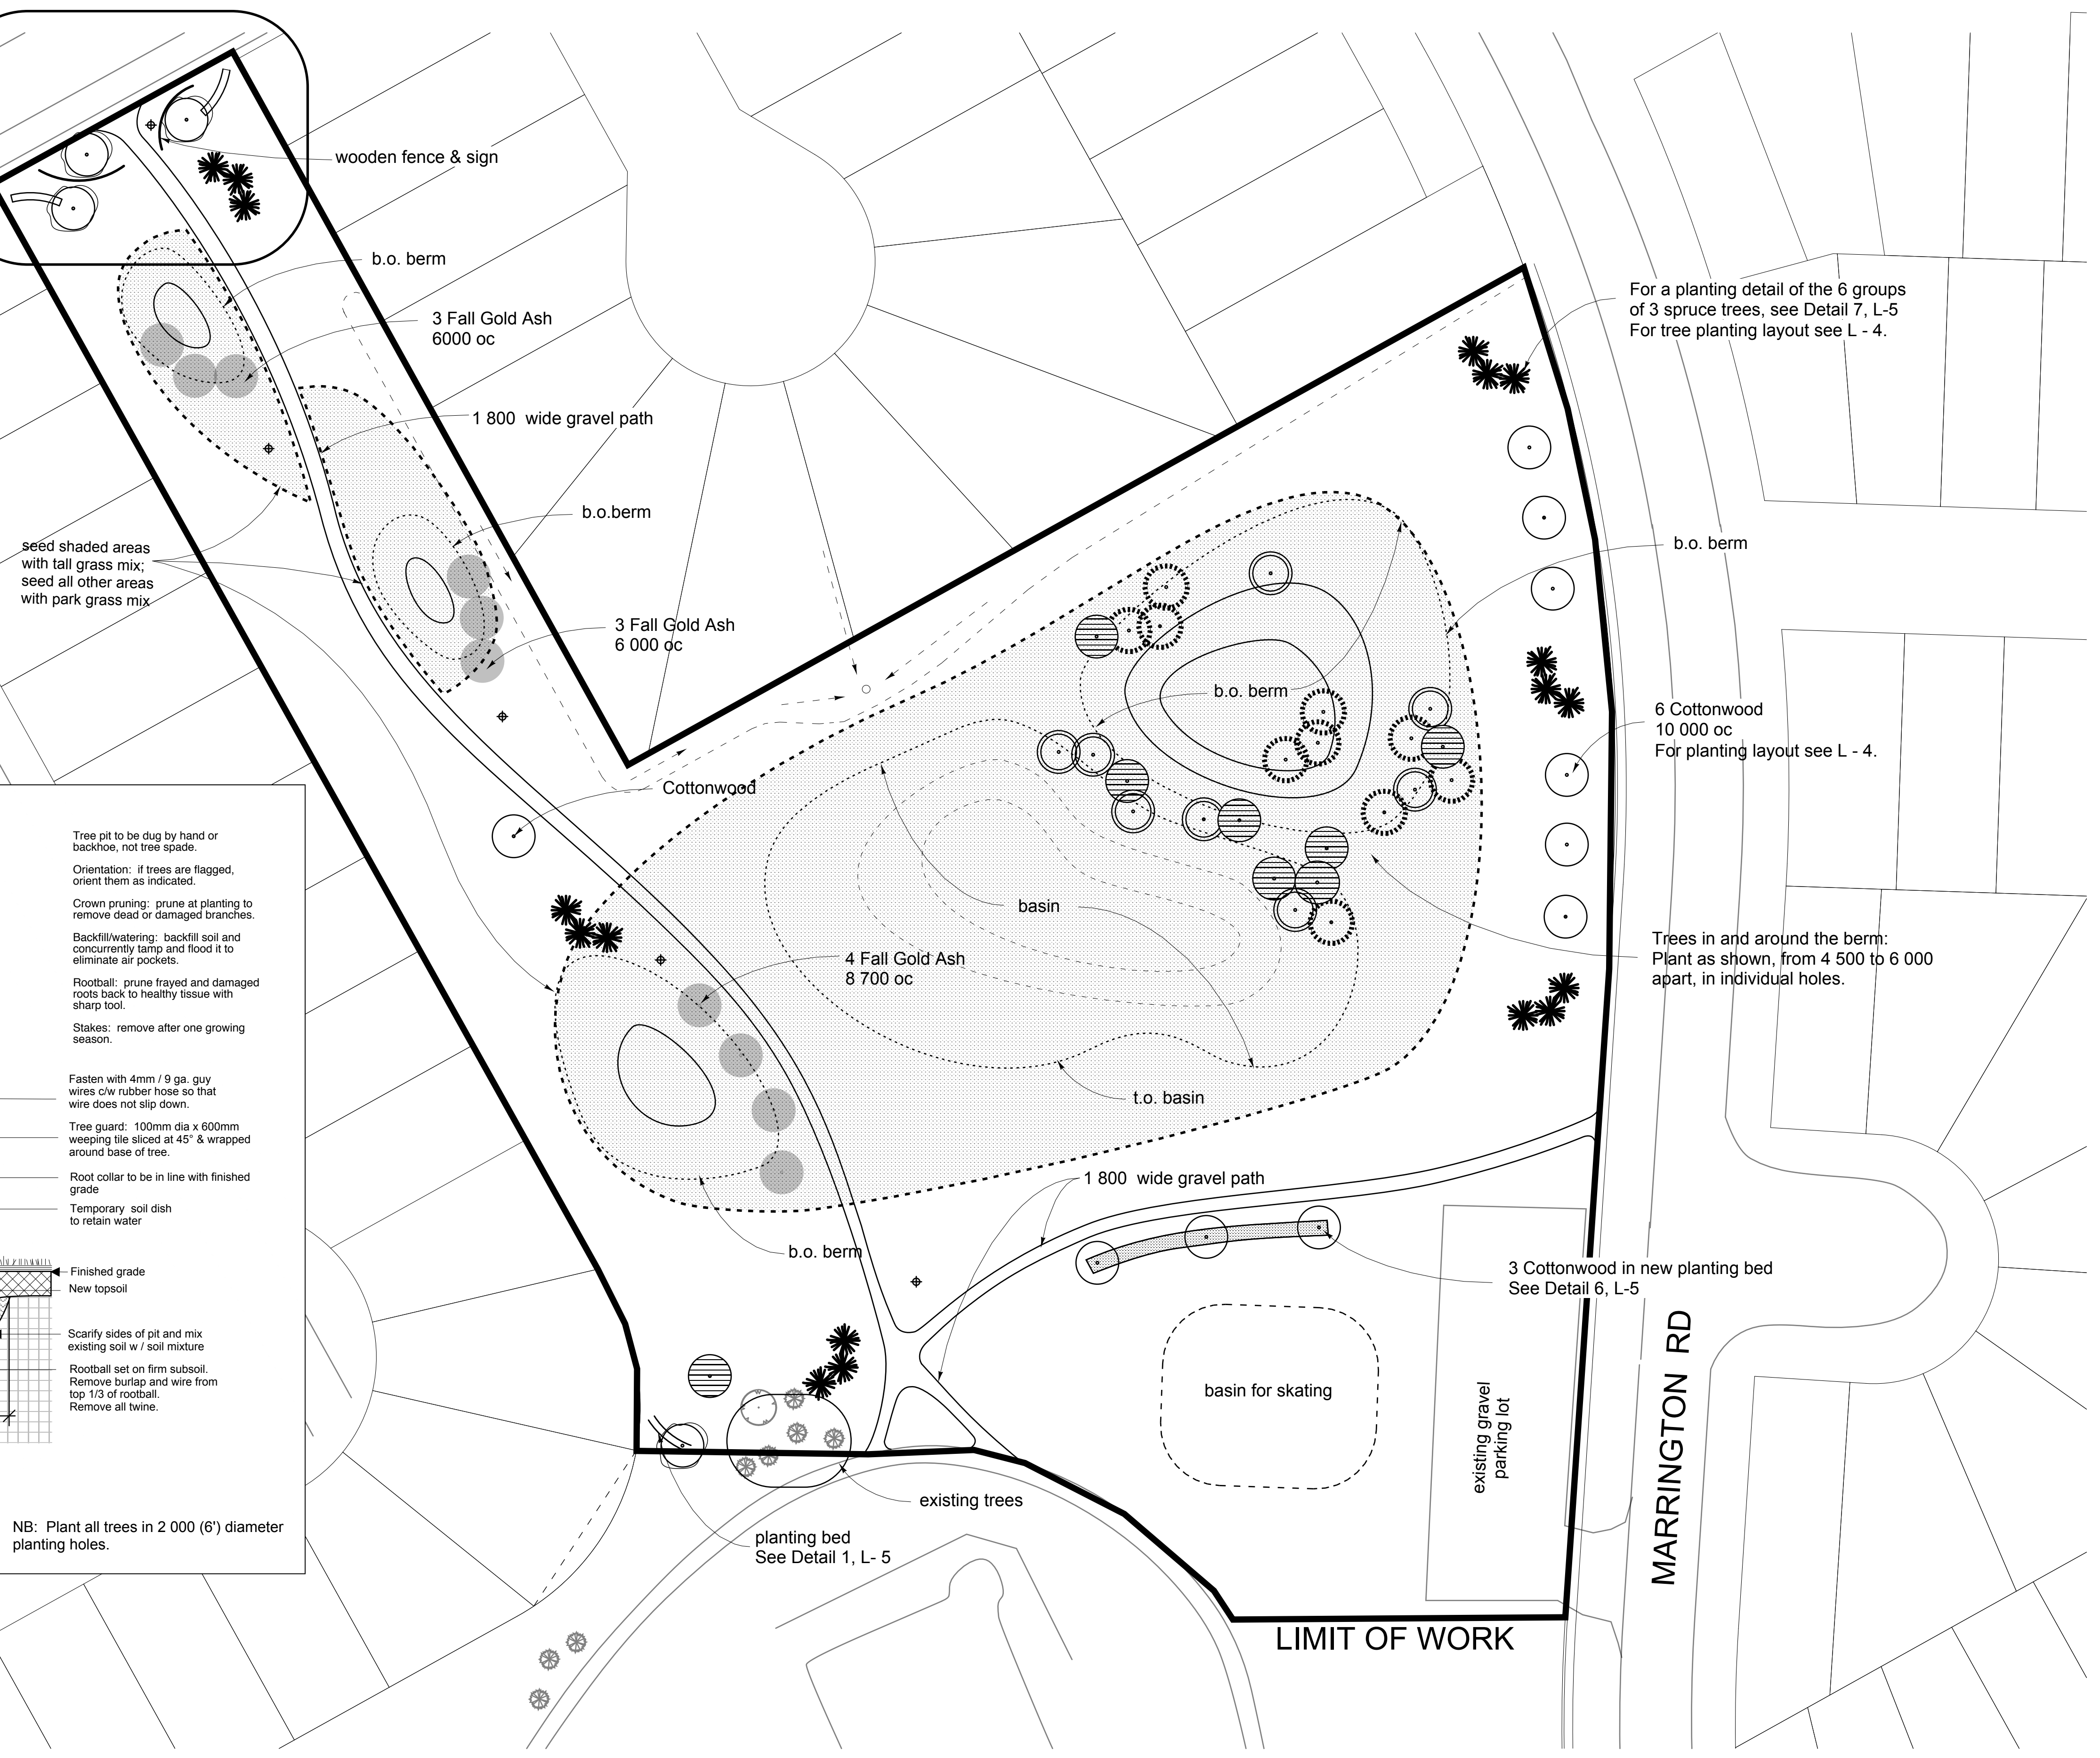 wooden fence & sign
b.o. berm
3 Fall Gold Ash
6000 oc
1 800 wide gravel path
b.o.berm
seed shaded areas
with tall grass mix;
seed all other areas
with park grass mix
3 Fall Gold Ash
6 000 oc
For a planting detail of the 6 groups
of 3 spruce trees, see Detail 7, L-5
For tree planting layout see L - 4.
b.o. berm
b.o. berm
6 Cottonwood
10 000 oc
For planting layout see L - 4.
Cottonwood
basin
4 Fall Gold Ash
8 700 oc
Trees in and around the berm:
Plant as shown, from 4 500 to 6 000
apart, in individual holes.
t.o. basin
1 800 wide gravel path
b.o. berm
3 Cottonwood in new planting bed
See Detail 6, L-5
basin for skating
existing gravel
parking lot
MARRINGTON RD
existing trees
planting bed
See Detail 1, L- 5
LIMIT OF WORK
Tree pit to be dug by hand or
backhoe, not tree spade.
Orientation: if trees are flagged,
orient them as indicated.
Crown pruning: prune at planting to
remove dead or damaged branches.
Backfill/watering: backfill soil and
concurrently tamp and flood it to
eliminate air pockets.
Rootball: prune frayed and damaged
roots back to healthy tissue with
sharp tool.
Stakes: remove after one growing
season.
Fasten with 4mm / 9 ga. guy
wires c/w rubber hose so that
wire does not slip down.
Tree guard: 100mm dia x 600mm
weeping tile sliced at 45° & wrapped
around base of tree.
Root collar to be in line with finished
grade
Temporary soil dish
to retain water
Finished grade
New topsoil
Scarify sides of pit and mix
existing soil w / soil mixture
Rootball set on firm subsoil.
Remove burlap and wire from
top 1/3 of rootball.
Remove all twine.
NB: Plant all trees in 2 000 (6') diameter
planting holes.